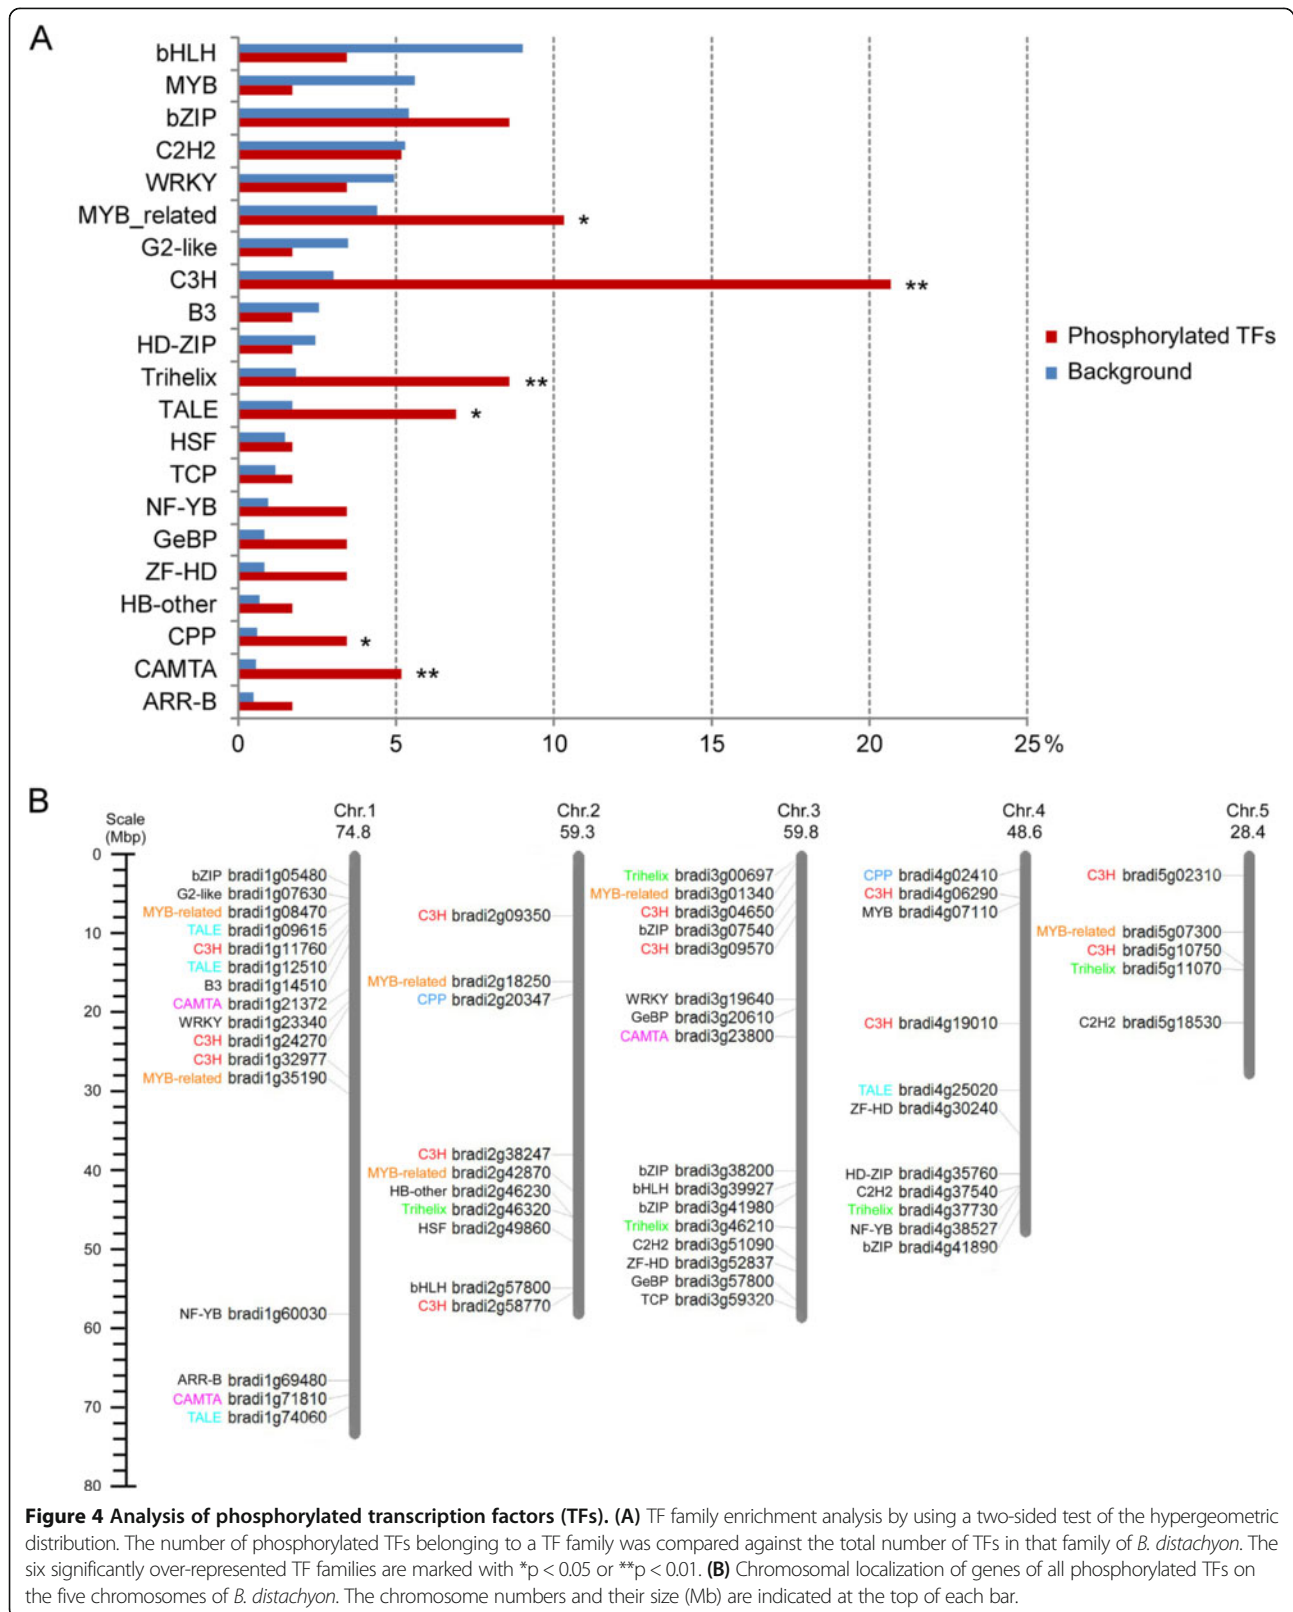 A
bHLH
MYB
bZIP
C2H2
WRKY
MYB_related *
G2-like
C3H **
B3
HD-ZIP
Phosphorylated TFs
Background
Trihelix **
TALE *
HSF
TCP
NF-YB
GeBP
ZF-HD
HB-other
CPP *
CAMTA **
ARR-B
0 5 10 15 20 25%
B
Scale
(Mbp)
0
10
20
30
40
50
60
70
80
Chr.1
74.8
bZIP bradi1g05480
G2-like bradi1g07630
MYB-related bradi1g08470
TALE bradi1g09615
C3H bradi1g11760
TALE bradi1g12510
B3 bradi1g14510
CAMTA bradi1g21372
WRKY bradi1g23340
C3H bradi1g24270
C3H bradi1g32977
MYB-related bradi1g35190
NF-YB bradi1g60030
ARR-B bradi1g69480
CAMTA bradi1g71810
TALE bradi1g74060
Chr.2
59.3
C3H bradi2g09350
MYB-related bradi2g18250
CPP bradi2g20347
C3H bradi2g38247
MYB-related bradi2g42870
HB-other bradi2g46230
Trihelix bradi2g46320
HSF bradi2g49860
bHLH bradi2g57800
C3H bradi2g58770
Chr.3
59.8
Trihelix bradi3g00697
MYB-related bradi3g01340
C3H bradi3g04650
bZIP bradi3g07540
C3H bradi3g09570
WRKY bradi3g19640
GeBP bradi3g20610
CAMTA bradi3g23800
bZIP bradi3g38200
bHLH bradi3g39927
bZIP bradi3g41980
Trihelix bradi3g46210
C2H2 bradi3g51090
ZF-HD bradi3g52837
GeBP bradi3g57800
TCP bradi3g59320
Chr.4
48.6
CPP bradi4g02410
C3H bradi4g06290
MYB bradi4g07110
C3H bradi4g19010
TALE bradi4g25020
ZF-HD bradi4g30240
HD-ZIP bradi4g35760
C2H2 bradi4g37540
Trihelix bradi4g37730
NF-YB bradi4g38527
bZIP bradi4g41890
Chr.5
28.4
C3H bradi5g02310
MYB-related bradi5g07300
C3H bradi5g10750
Trihelix bradi5g11070
C2H2 bradi5g18530
Figure 4 Analysis of phosphorylated transcription factors (TFs). (A) TF family enrichment analysis by using a two-sided test of the hypergeometric
distribution. The number of phosphorylated TFs belonging to a TF family was compared against the total number of TFs in that family of B. distachyon. The
six significantly over-represented TF families are marked with *p < 0.05 or **p < 0.01. (B) Chromosomal localization of genes of all phosphorylated TFs on
the five chromosomes of B. distachyon. The chromosome numbers and their size (Mb) are indicated at the top of each bar.